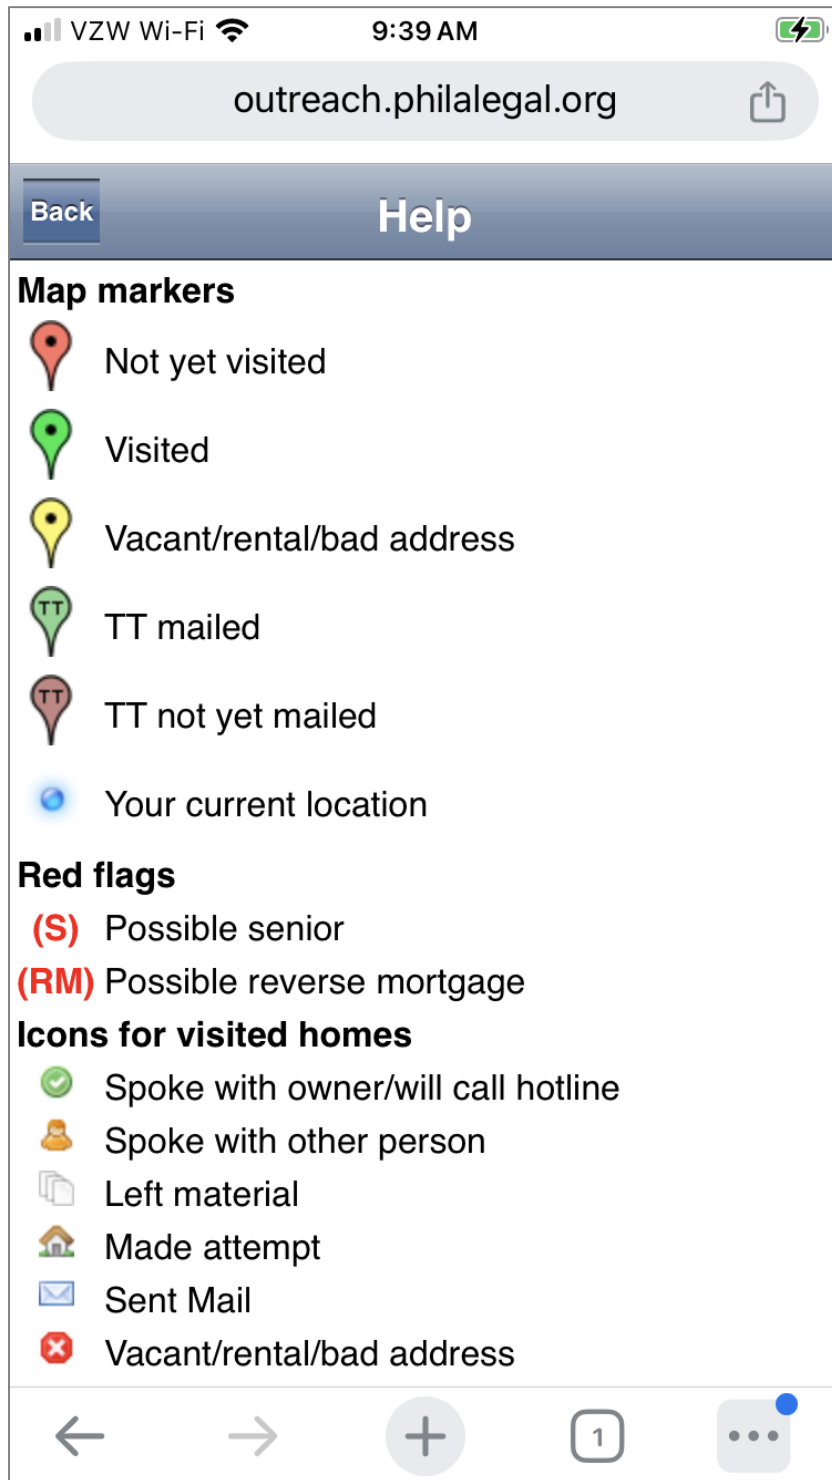 VZW Wi-Fi 9:39 AM
outreach.philalegal.org
Back Help
Map markers
Not yet visited
Visited
Vacant/rental/bad address
TT TT mailed
TT TT not yet mailed
Your current location
Red flags
(S) Possible senior
(RM) Possible reverse mortgage
Icons for visited homes
Spoke with owner/will call hotline
Spoke with other person
Left material
Made attempt
Sent Mail
Vacant/rental/bad address
1